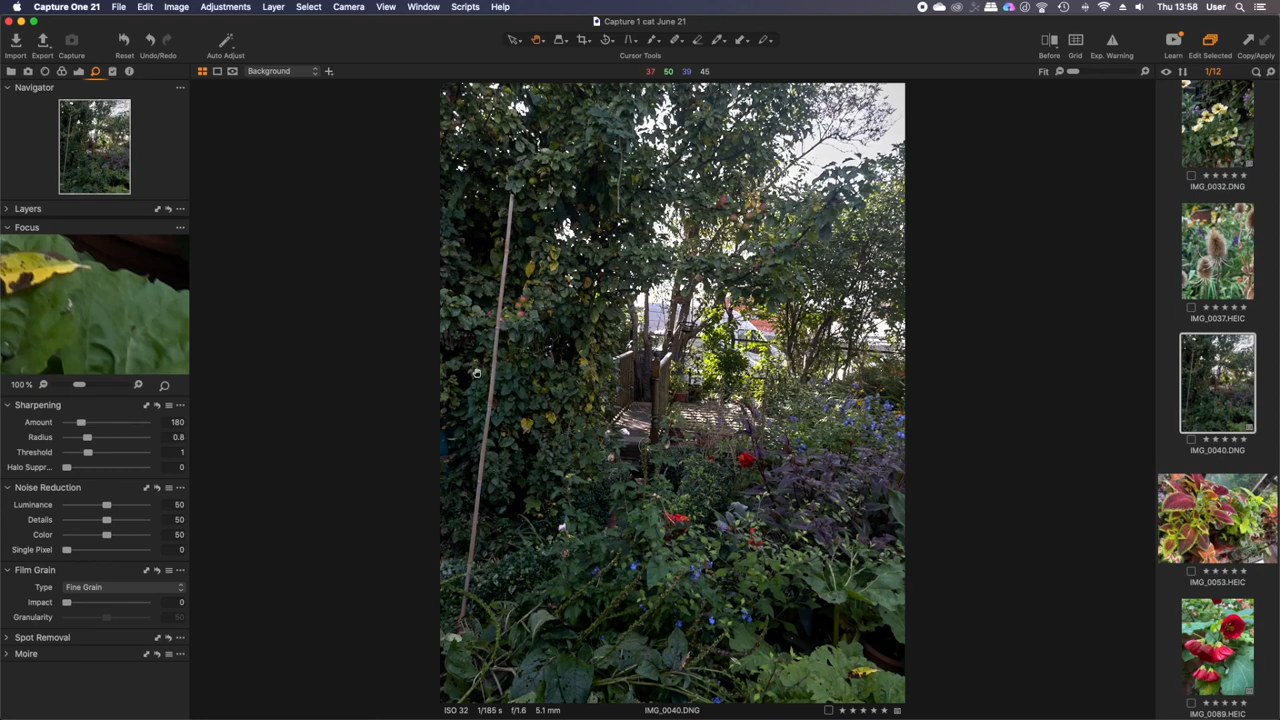 Capture One 21 File Edit Image Adjustments Layer Select Camera View Window Scripts Help Thu 13:58 User
Capture 1 cat June 21
Import Export Capture Reset Undo/Redo Auto Adjust Cursor Tools Before Grid Exp. Warning Learn Edit Selected Copy/Apply
Background 37 50 39 45 Fit 1/12
Navigator
Layers
Focus
100 %
Sharpening
Amount 180
Radius 0.8
Threshold 1
Halo Suppr... 0
Noise Reduction
Luminance 50
Details 50
Color 50
Single Pixel 0
Film Grain
Type Fine Grain
Impact 0
Granularity 50
Spot Removal
Moire
ISO 32 1/185 s f/1.6 5.1 mm IMG_0040.DNG
IMG_0032.DNG
IMG_0037.HEIC
IMG_0040.DNG
IMG_0053.HEIC
IMG_0089.HEIC